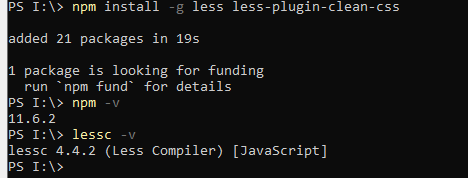 PS I:\> npm install -g less less-plugin-clean-css
added 21 packages in 19s
1 package is looking for funding
  run `npm fund` for details
PS I:\> npm -v
11.6.2
PS I:\> lessc -v
lessc 4.4.2 (Less Compiler) [JavaScript]
PS I:\>